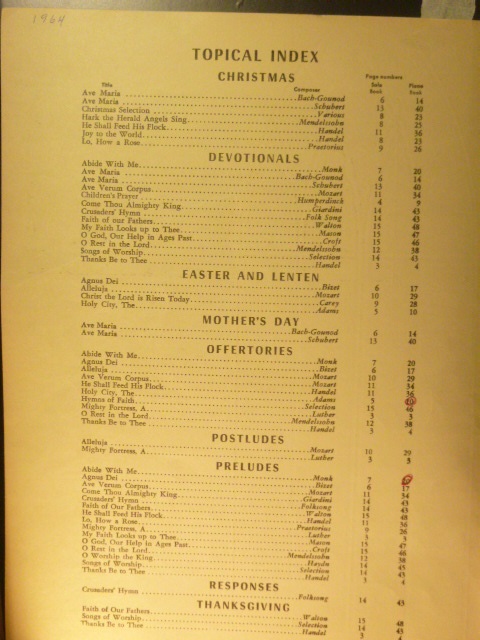 1964
TOPICAL INDEX
CHRISTMAS
Page numbers
Title Composer Solo Book Piano Book
Ave Maria Bach-Gounod 6 14
Ave Maria Schubert 13 40
Christmas Selection Various 8 23
Hark the Herald Angels Sing Mendelssohn 8 25
He Shall Feed His Flock Handel 11 36
Joy to the World Handel 8 23
Lo, How a Rose Praetorius 9 26
DEVOTIONALS
Abide With Me Monk 7 20
Ave Maria Bach-Gounod 6 14
Ave Maria Schubert 13 40
Ave Verum Corpus Mozart 11 34
Children's Prayer Humperdinck 4 9
Come Thou Almighty King Giardini 14 43
Crusaders' Hymn Folk Song 14 43
Faith of our Fathers Walton 15 48
My Faith Looks up to Thee Mason 15 47
O God, Our Help in Ages Past Croft 15 46
O Rest in the Lord Mendelssohn 12 38
Songs of Worship Selection 14 43
Thanks Be to Thee Handel 3 4
EASTER AND LENTEN
Agnus Dei Bizet 6 17
Alleluja Mozart 10 29
Christ the Lord is Risen Today Carey 9 28
Holy City, The Adams 5 10
MOTHER'S DAY
Ave Maria Bach-Gounod 6 14
Ave Maria Schubert 13 40
OFFERTORIES
Abide With Me Monk 7 20
Agnus Dei Bizet 6 17
Alleluja Mozart 10 29
Ave Verum Corpus Mozart 11 34
He Shall Feed His Flock Handel 11 36
Holy City, The Adams 5 10
Hymns of Faith Selection 15 46
Mighty Fortress, A Luther 3 3
O Rest in the Lord Mendelssohn 12 38
Thanks Be to Thee Handel 3 4
POSTLUDES
Alleluja Mozart 10 29
Mighty Fortress, A Luther 3 3
PRELUDES
Abide With Me Monk 7
Agnus Dei Bizet 6 17
Ave Verum Corpus Mozart 11 34
Come Thou Almighty King Giardini 14 43
Crusaders' Hymn Folksong 14 43
Faith of Our Fathers Walton 15 48
He Shall Feed His Flock Handel 11 36
Lo, How a Rose Praetorius 9 26
Mighty Fortress, A Luther 3 3
My Faith Looks up to Thee Mason 15 47
O God, Our Help in Ages Past Croft 15 46
O Rest in the Lord Mendelssohn 12 38
O Worship the King Haydn 14
Songs of Worship Selection 14 43
Thanks Be to Thee Handel 3 4
RESPONSES
Crusaders' Hymn Folksong 14 43
THANKSGIVING
Faith of Our Fathers Walton 15 48
Songs of Worship Selection 14 43
Thanks Be to Thee Handel 3 4